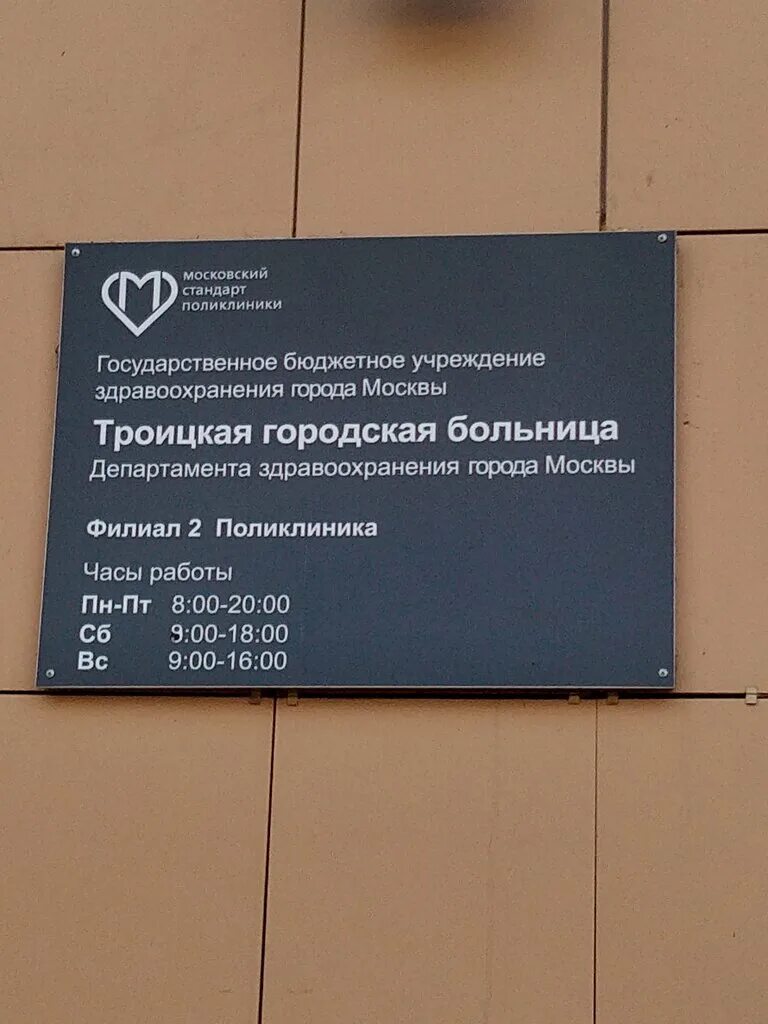 московский
стандарт
поликлиники
Государственное бюджетное учреждение
здравоохранения города Москвы
Троицкая городская больница
Департамента здравоохранения города Москвы
Филиал 2 Поликлиника
Часы работы
Пн-Пт 8:00-20:00
Сб :00-18:00
Вс 9:00-16:00